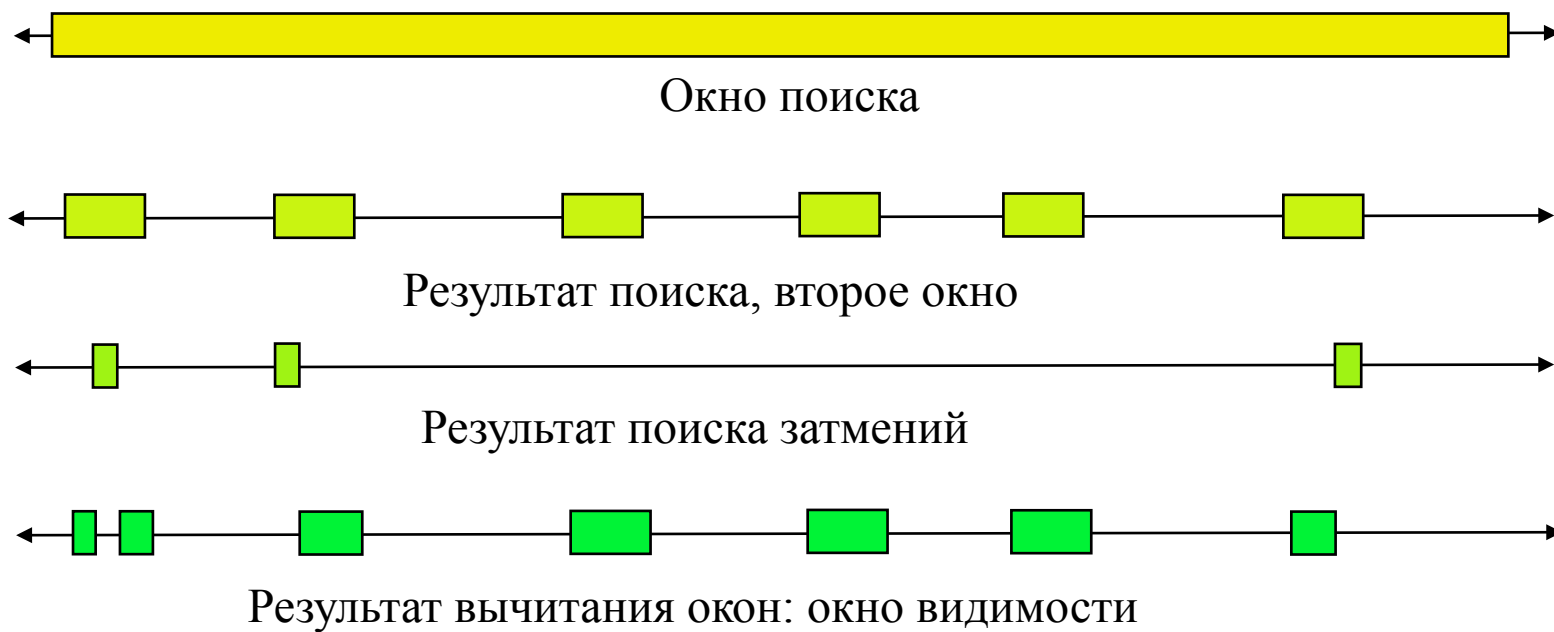 Окно поиска
Результат поиска, второе окно
Результат поиска затмений
Результат вычитания окон: окно видимости